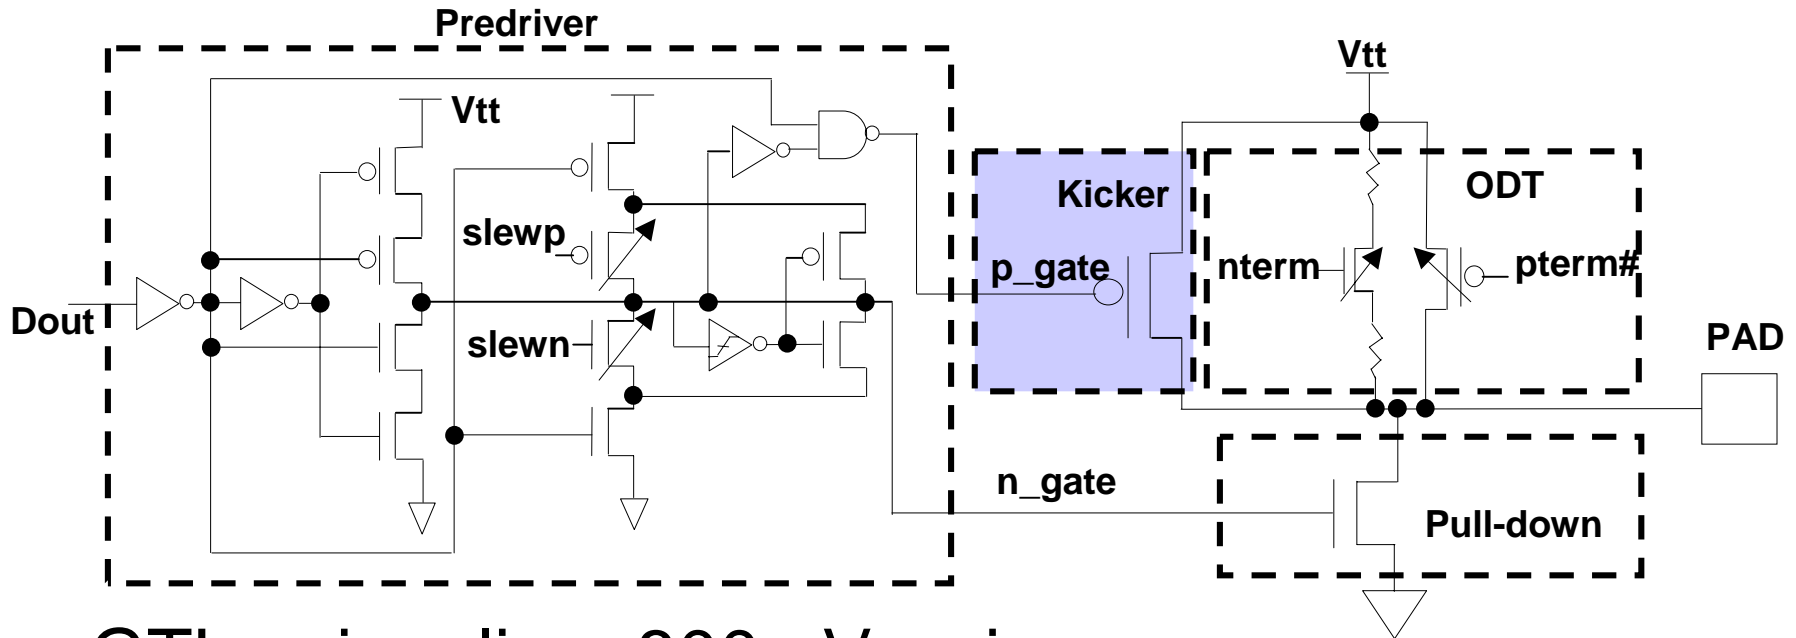 Predriver
Vtt
Vtt
Kicker
ODT
slewp
p_gate
nterm
pterm#
Dout
slewn
PAD
n_gate
Pull-down